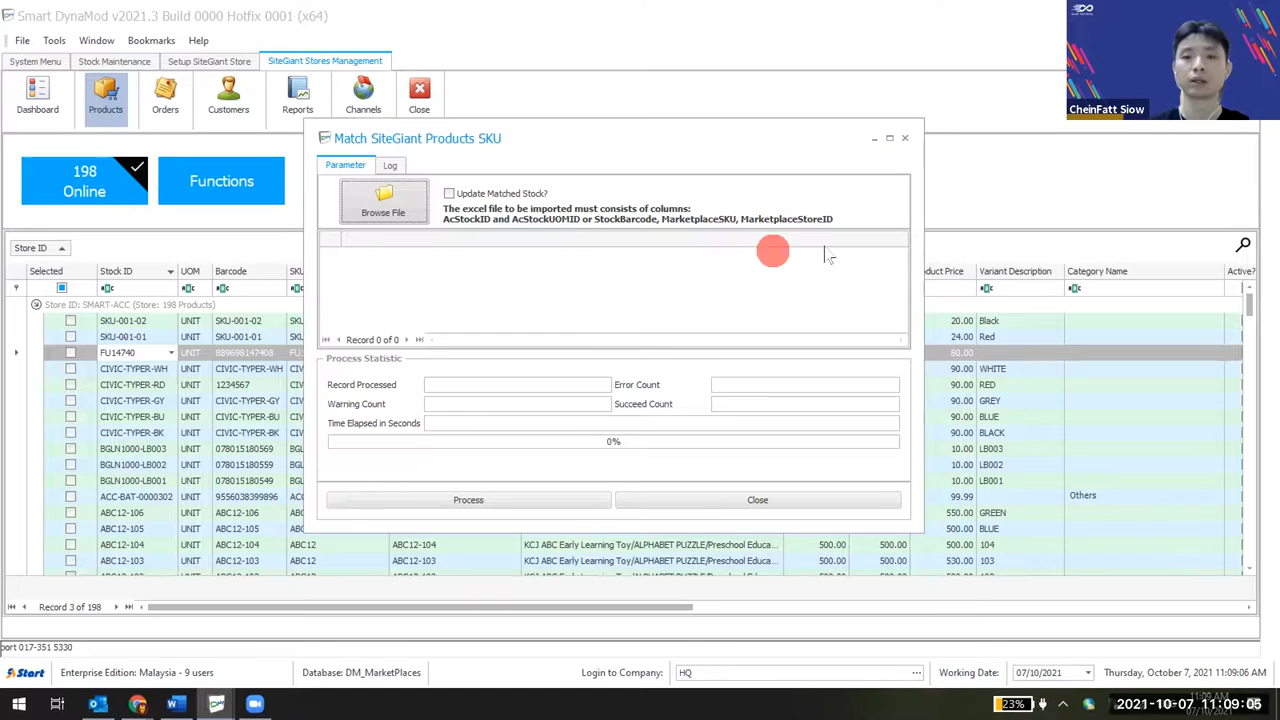 Smart DynaMod v2021.3 Build 0000 Hotfix 0001 (x64)
File Tools Window Bookmarks Help
System Menu Stock Maintenance Setup SiteGiant Store SiteGiant Stores Management
Dashboard Products Orders Customers Reports Channels Close
CheinFatt Siow
Match SiteGiant Products SKU
Parameter Log
198
Online
Functions
Browse File
Update Matched Stock?
The excel file to be imported must consists of columns:
AcStockID and AcStockUOMID or StockBarcode, MarketplaceSKU, MarketplaceStoreID
Store ID
Selected Stock ID UOM Barcode Variant Description Category Name Active?
Store ID: SMART-ACC (Store: 198 Products)
SKU-001-02 UNIT SKU-001-02 20.00 Black
SKU-001-01 UNIT SKU-001-01 24.00 Red
FU14740 UNIT 889698147408 80.00
CIVIC-TYPER-WH UNIT CIVIC-TYPER-WH 90.00 WHITE
CIVIC-TYPER-RD UNIT 1234567 90.00 RED
CIVIC-TYPER-GY UNIT CIVIC-TYPER-GY 90.00 GREY
CIVIC-TYPER-BU UNIT CIVIC-TYPER-BU 90.00 BLUE
CIVIC-TYPER-BK UNIT CIVIC-TYPER-BK 90.00 BLACK
BGLN1000-LB003 UNIT 078015180569 10.00 LB003
BGLN1000-LB002 UNIT 078015180559 10.00 LB002
BGLN1000-LB001 UNIT 078015180549 10.00 LB001
ACC-BAT-0000302 UNIT 9556038399896 99.99 Others
ABC12-106 UNIT ABC12-106 550.00 GREEN
ABC12-105 UNIT ABC12-105 500.00 BLUE
ABC12-104 UNIT ABC12-104 ABC12 ABC12-104 KCJ ABC Early Learning Toy/ALPHABET PUZZLE/Preschool Educa... 500.00 500.00 500.00 104
ABC12-103 UNIT ABC12-103 ABC12 ABC12-103 KCJ ABC Early Learning Toy/ALPHABET PUZZLE/Preschool Educa... 500.00 500.00 530.00 103
Record 0 of 0
Process Statistic
Record Processed Error Count
Warning Count Succeed Count
Time Elapsed in Seconds
0%
Process Close
Record 3 of 198
port 017-351 5330
Start Enterprise Edition: Malaysia - 9 users Database:DM_MarketPlaces Login to Company: HQ Working Date: 07/10/2021 Thursday, October 7, 2021 11:09:06 AM
23% 2021-10-07 11:09:05